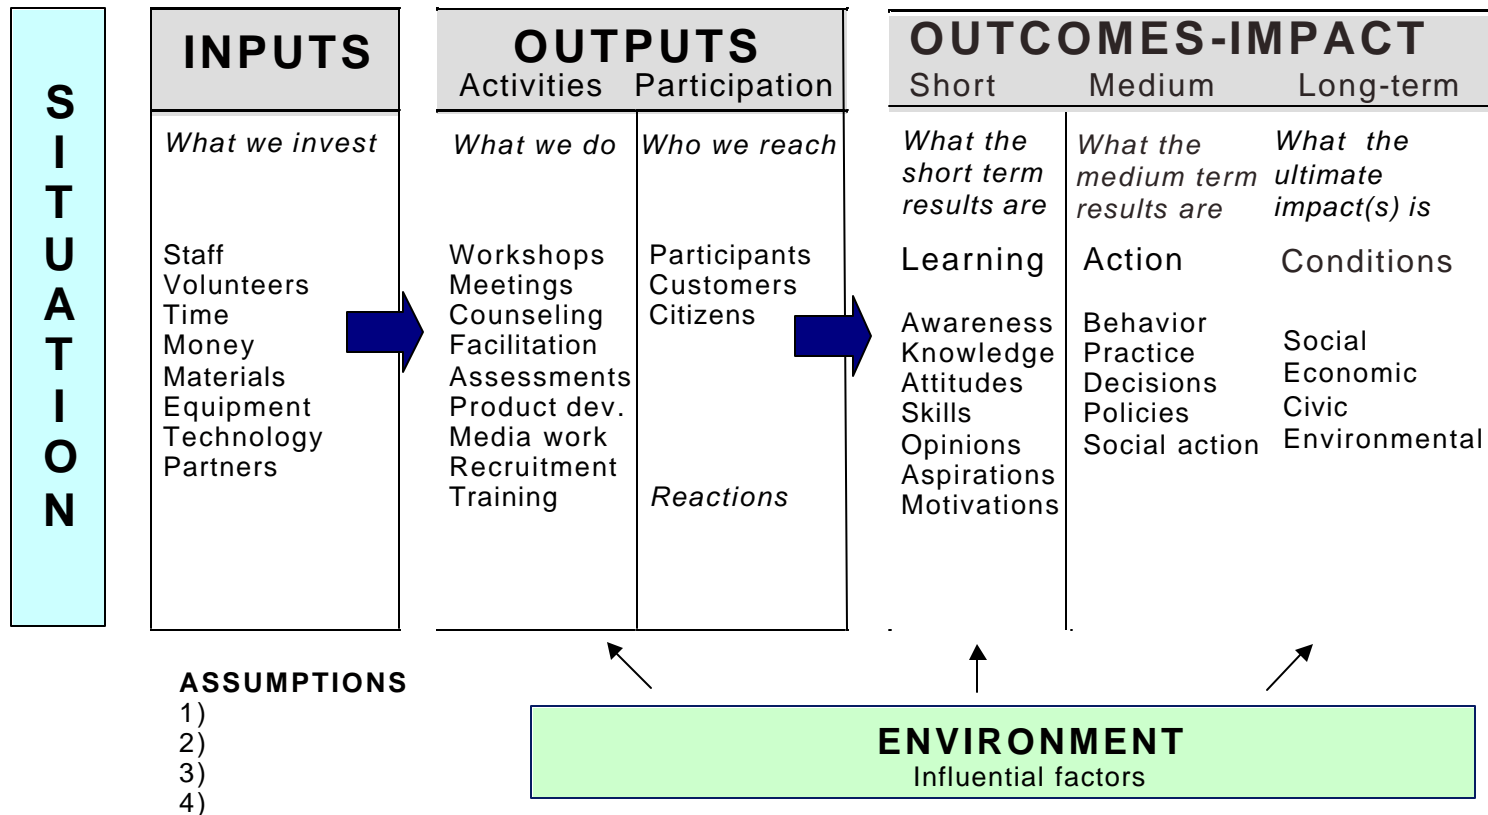 SITUATION
INPUTS
What we invest
Staff
Volunteers
Time
Money
Materials
Equipment
Technology
Partners
OUTPUTS
Activities Participation
What we do
Workshops
Meetings
Counseling
Facilitation
Assessments
Product dev.
Media work
Recruitment
Training
Who we reach
Participants
Customers
Citizens
Reactions
OUTCOMES-IMPACT
Short Medium Long-term
What the
short term
results are
Learning
Awareness
Knowledge
Attitudes
Skills
Opinions
Aspirations
Motivations
What the
medium term
results are
Action
Behavior
Practice
Decisions
Policies
Social action
What the
ultimate
impact(s) is
Conditions
Social
Economic
Civic
Environmental
ASSUMPTIONS
1)
2)
3)
4)
ENVIRONMENT
Influential factors